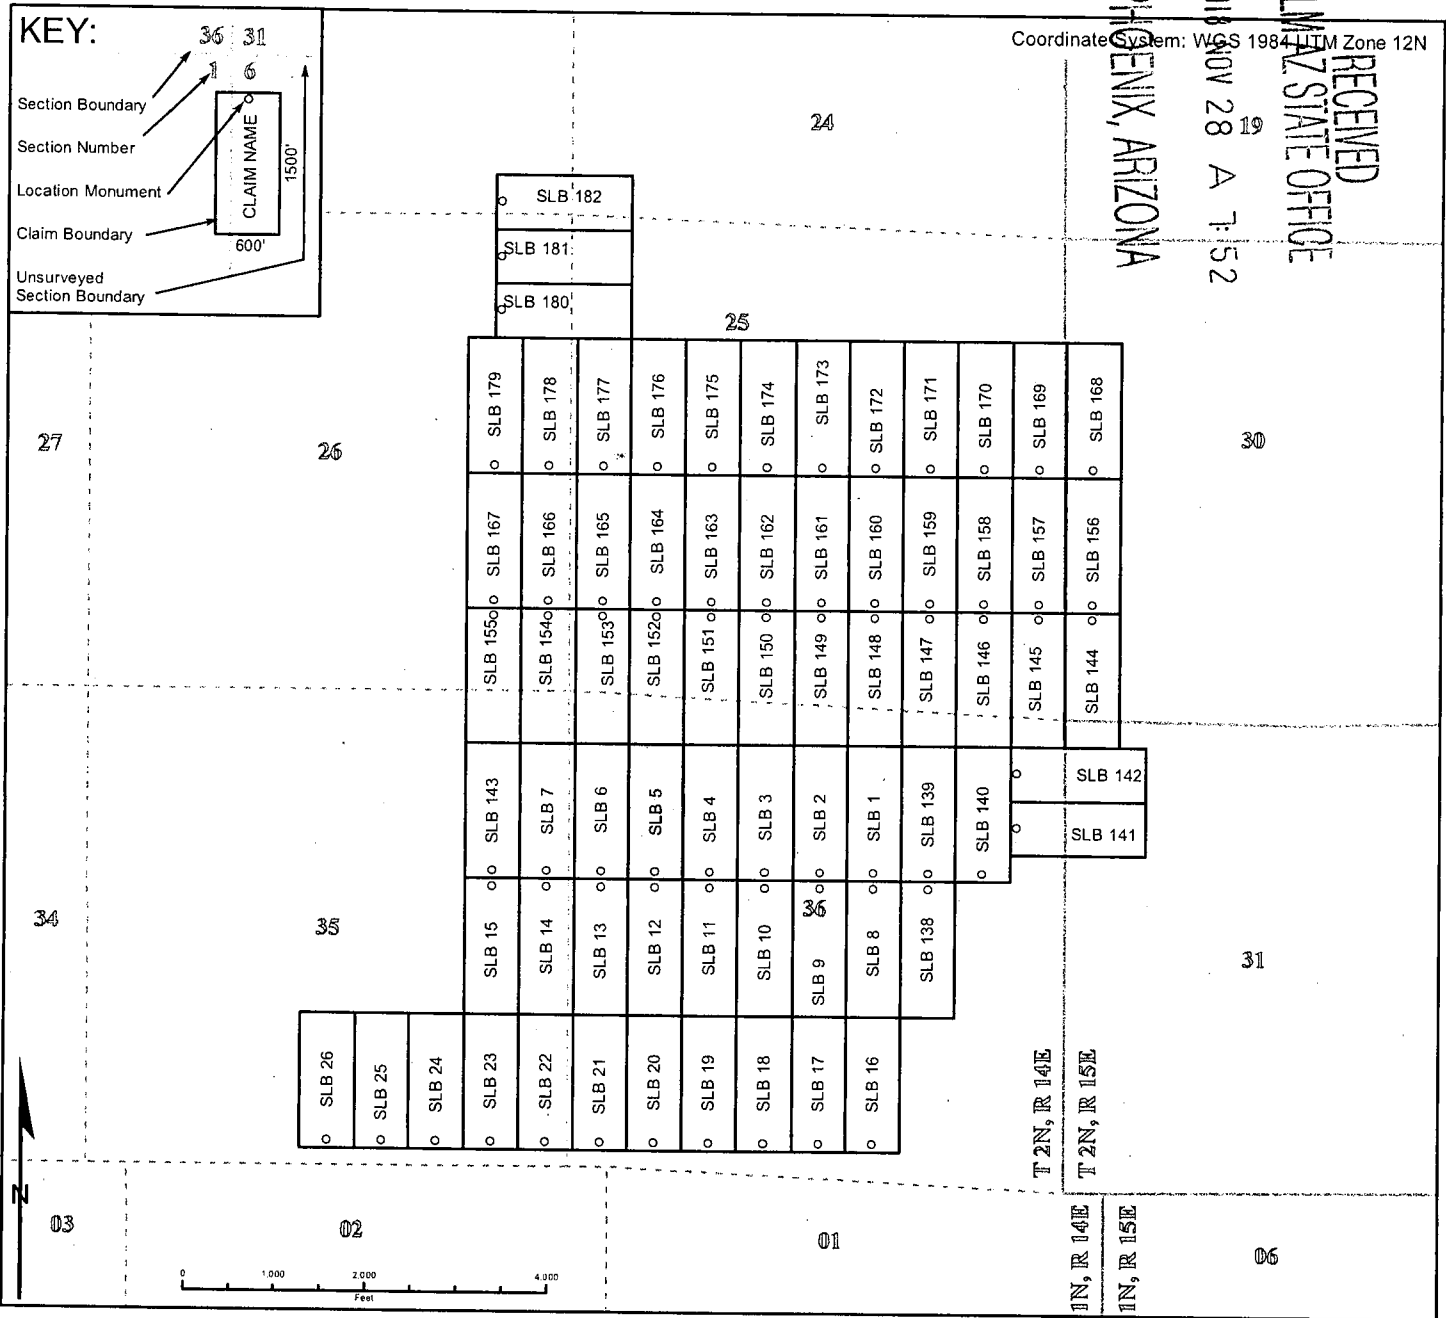 KEY:
36 31
1 6
Section Boundary
Section Number
Location Monument
Claim Boundary
Unsurveyed
Section Boundary
CLAIM NAME
1500'
600'
Coordinate System: WGS 1984 UTM Zone 12N
RECEIVED
AZ STATE OFFICE
NOV 28 A 7:52
PHOENIX, ARIZONA
24
19
SLB 182
SLB 181
SLB 180
25
27
26
30
SLB 179
SLB 178
SLB 177
SLB 176
SLB 175
SLB 174
SLB 173
SLB 172
SLB 171
SLB 170
SLB 169
SLB 168
SLB 167
SLB 166
SLB 165
SLB 164
SLB 163
SLB 162
SLB 161
SLB 160
SLB 159
SLB 158
SLB 157
SLB 156
SLB 155
SLB 154
SLB 153
SLB 152
SLB 151
SLB 150
SLB 149
SLB 148
SLB 147
SLB 146
SLB 145
SLB 144
SLB 143
SLB 7
SLB 6
SLB 5
SLB 4
SLB 3
SLB 2
SLB 1
SLB 139
SLB 140
SLB 142
SLB 141
34
35
36
31
SLB 15
SLB 14
SLB 13
SLB 12
SLB 11
SLB 10
SLB 9
SLB 8
SLB 138
SLB 26
SLB 25
SLB 24
SLB 23
SLB 22
SLB 21
SLB 20
SLB 19
SLB 18
SLB 17
SLB 16
T 2N, R 14E
T 2N, R 15E
N
03
02
01
06
1N, R 14E
1N, R 15E
0 1,000 2,000 4,000
Feet